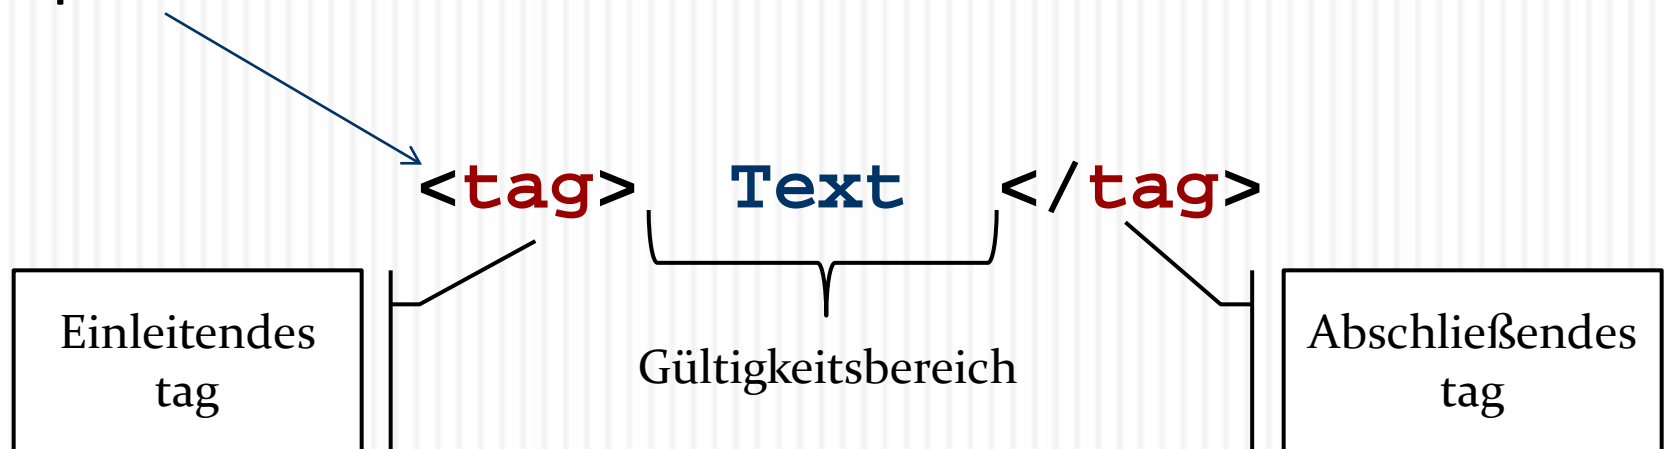 <tag> Text </tag>
Einleitendes
tag
Gültigkeitsbereich
Abschließendes
tag